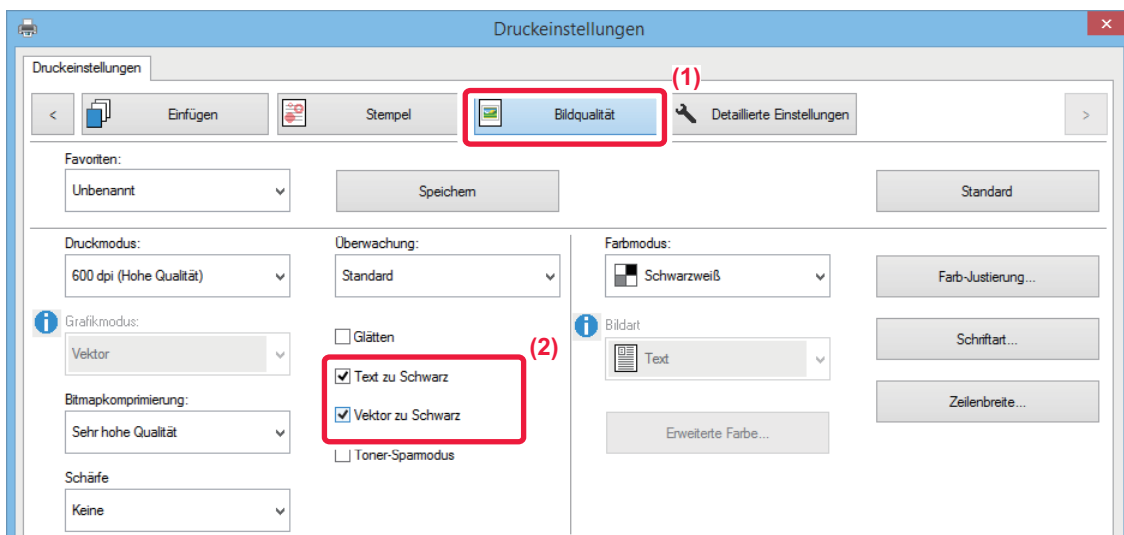 Druckeinstellungen
Druckeinstellungen
(1)
< Einfügen Stempel Bildqualität Detaillierte Einstellungen >
Favoriten:
Unbenannt Speichern Standard
Druckmodus: Überwachung: Farbmodus:
600 dpi (Hohe Qualität) Standard Schwarzweiß Farb-Justierung...
Grafikmodus: Glätten Bildart
Vektor (2) Text Schriftart...
Text zu Schwarz
Bitmapkomprimierung: Vektor zu Schwarz Zeilenbreite...
Sehr hohe Qualität Erweiterte Farbe...
Toner-Sparmodus
Schärfe
Keine